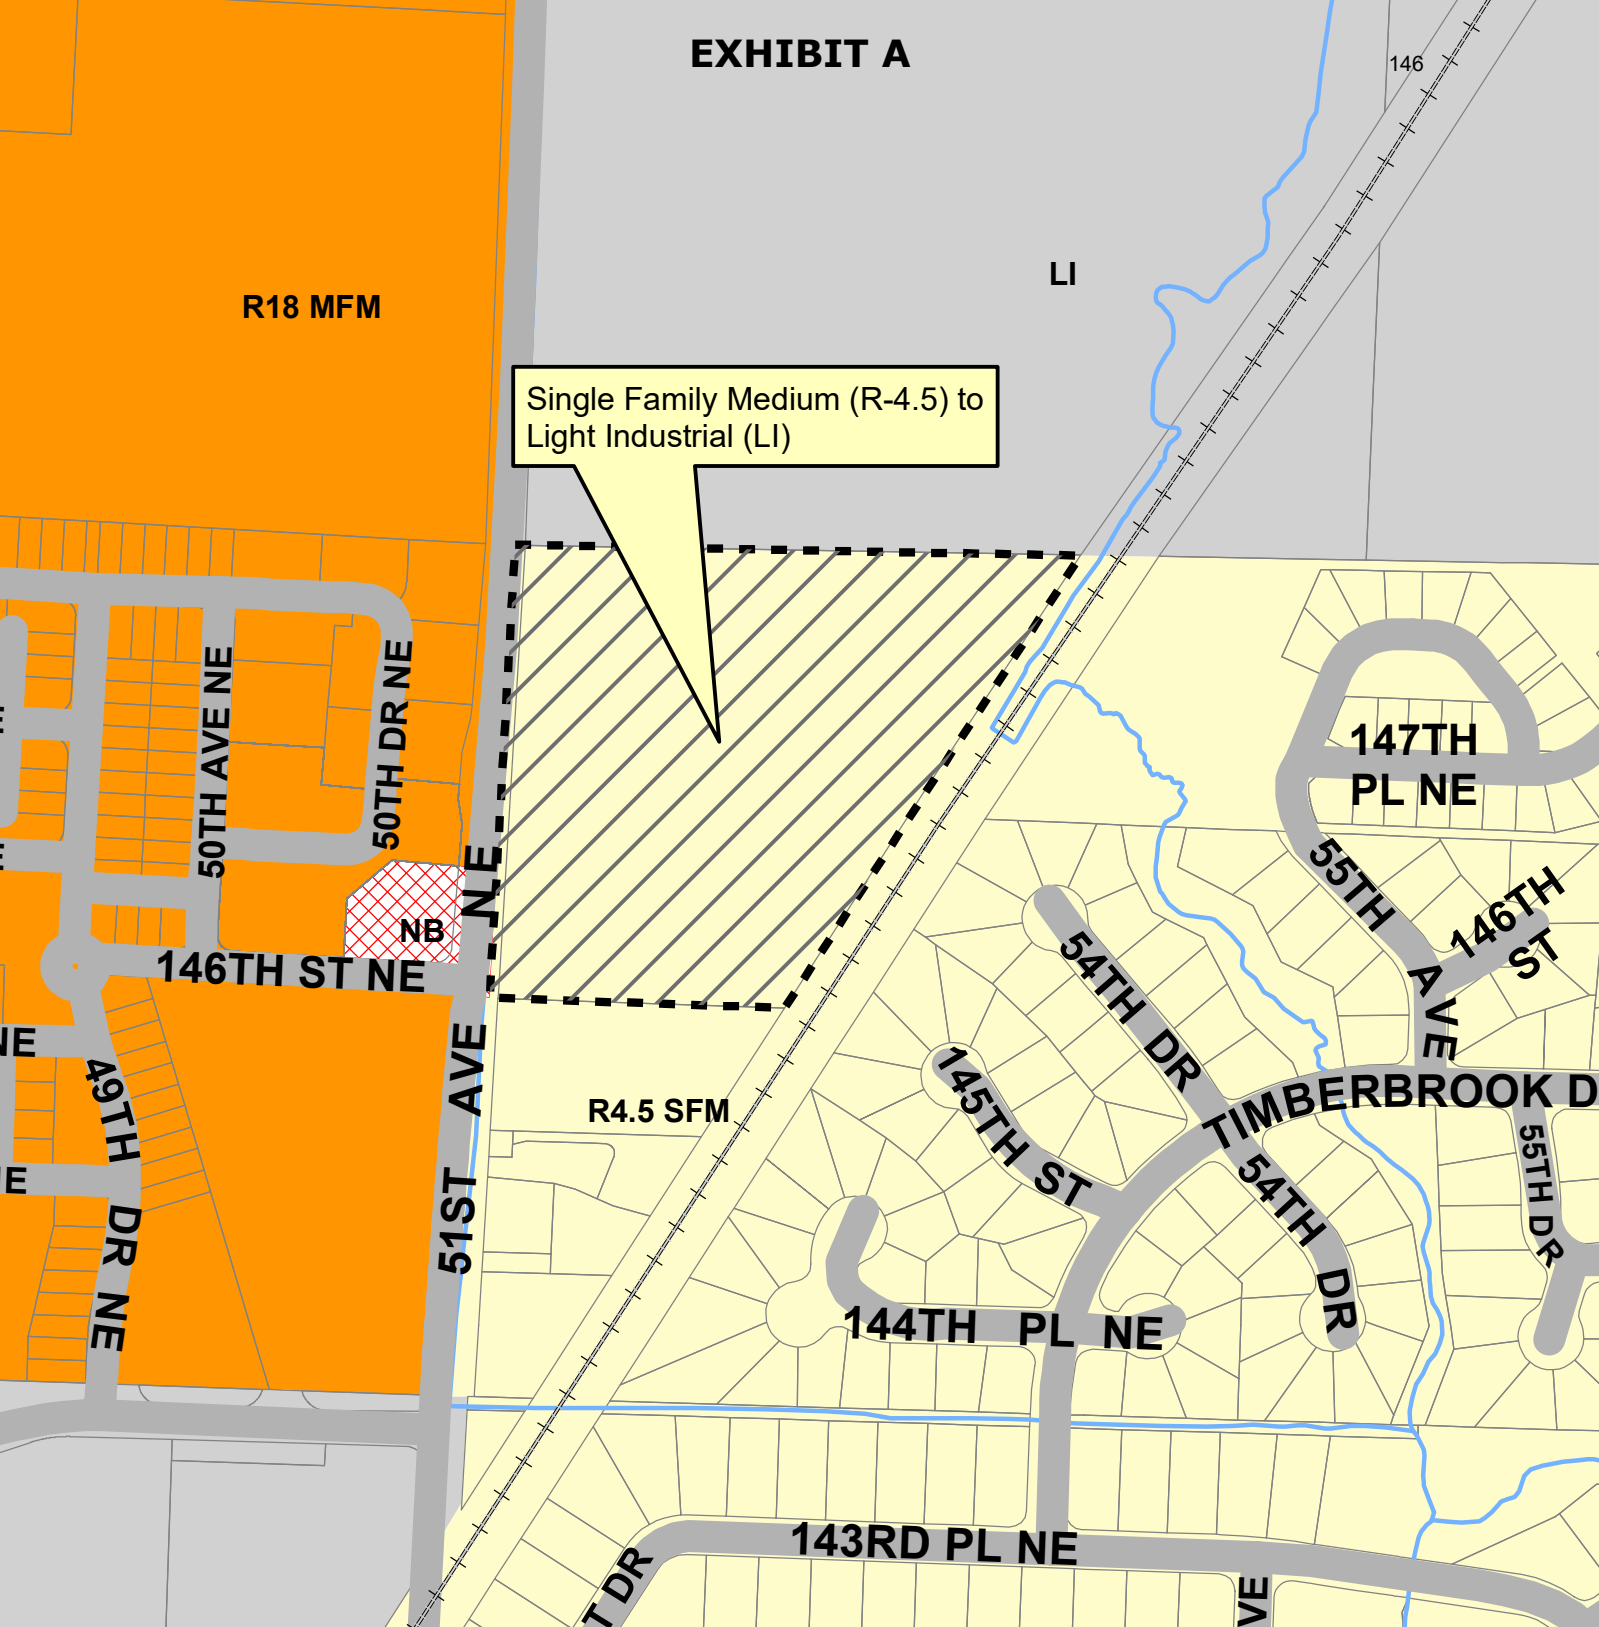 EXHIBIT A
146
LI
R18 MFM
Single Family Medium (R-4.5) to
Light Industrial (LI)
50TH AVE NE
50TH DR NE
147TH
PL NE
55TH AVE
146TH
ST
NB
146TH ST NE
51ST AVE NE
NE
49TH DR NE
R4.5 SFM
54TH DR
145TH ST
TIMBERBROOK D
54TH DR
55TH DR
144TH PL NE
143RD PL NE
T DR
VE